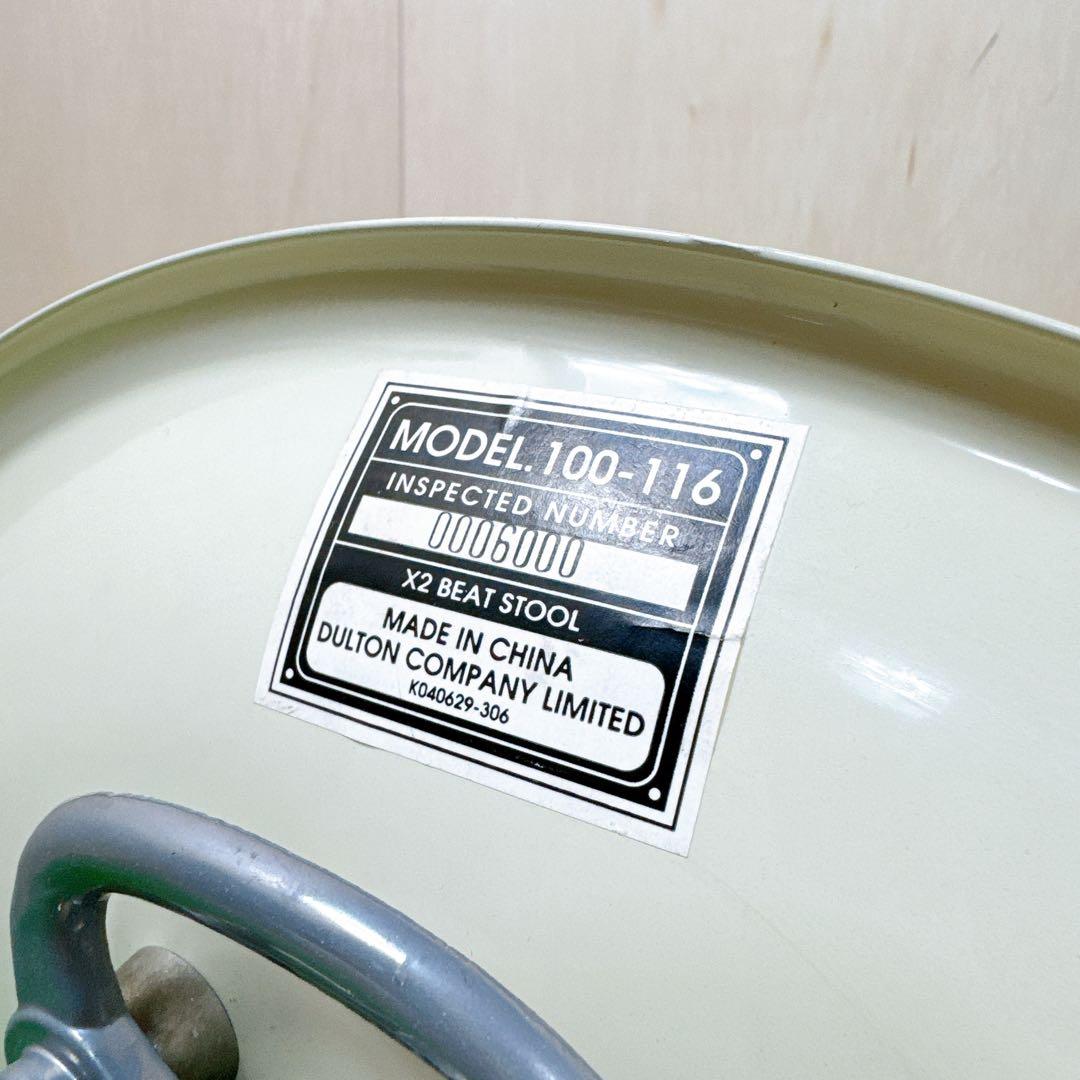 MODEL. 100-116
INSPECTED NUMBER
0006000
X2 BEAT STOOL
MADE IN CHINA
DULTON COMPANY LIMITED
K040629-306